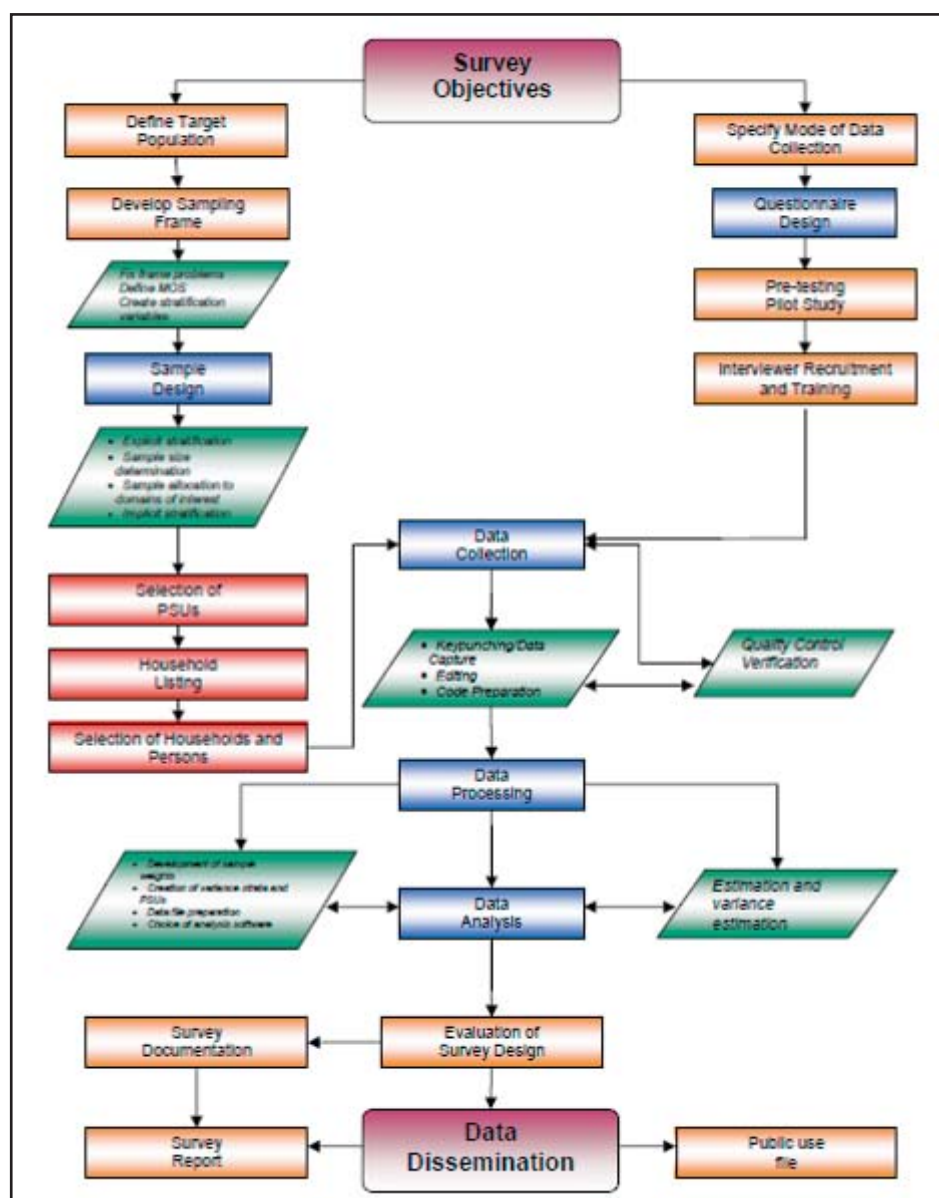 Survey
Objectives
Define Target
Population
Specify Mode of Data
Collection
Develop Sampling
Frame
Questionnaire
Design
Fix frame problems
Define MOS
Create stratification
variables
Pre-testing
Pilot Study
Sample
Design
Interviewer Recruitment
and Training
• Explicit stratification
• Sample size
determination
• Sample allocation to
domains of interest
• Implicit stratification
Data
Collection
Selection of
PSUs
• Keypunching/Data
Capture
• Editing
• Code Preparation
Quality Control
Verification
Household
Listing
Selection of Households and
Persons
Data
Processing
• Development of sample
weights
• Creation of variance strata and
PSUs
• Data file preparation
• Choice of analysis software
Data
Analysis
Estimation and
variance
estimation
Survey
Documentation
Evaluation of
Survey Design
Survey
Report
Data
Dissemination
Public use
file